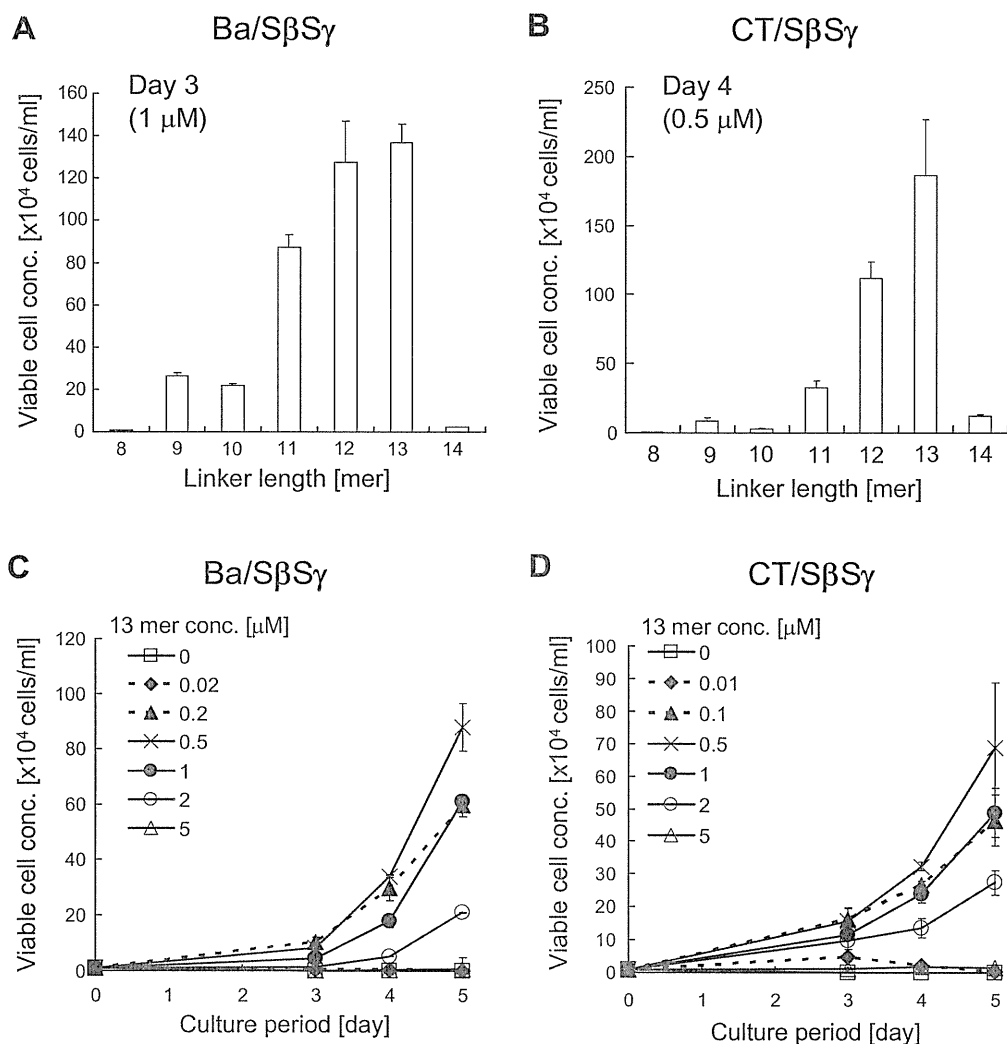 A
Ba/SβSγ
Day 3
(1 μM)
Viable cell conc. [x10⁴ cells/ml]
160
140
120
100
80
60
40
20
0
8 9 10 11 12 13 14
Linker length [mer]
B
CT/SβSγ
Day 4
(0.5 μM)
Viable cell conc. [x10⁴ cells/ml]
250
200
150
100
50
0
8 9 10 11 12 13 14
Linker length [mer]
C
Ba/SβSγ
13 mer conc. [μM]
0
0.02
0.2
0.5
1
2
5
Viable cell conc. [x10⁴ cells/ml]
120
100
80
60
40
20
0
0 1 2 3 4 5
Culture period [day]
D
CT/SβSγ
13 mer conc. [μM]
0
0.01
0.1
0.5
1
2
5
Viable cell conc. [x10⁴ cells/ml]
100
90
80
70
60
50
40
30
20
10
0
0 1 2 3 4 5
Culture period [day]